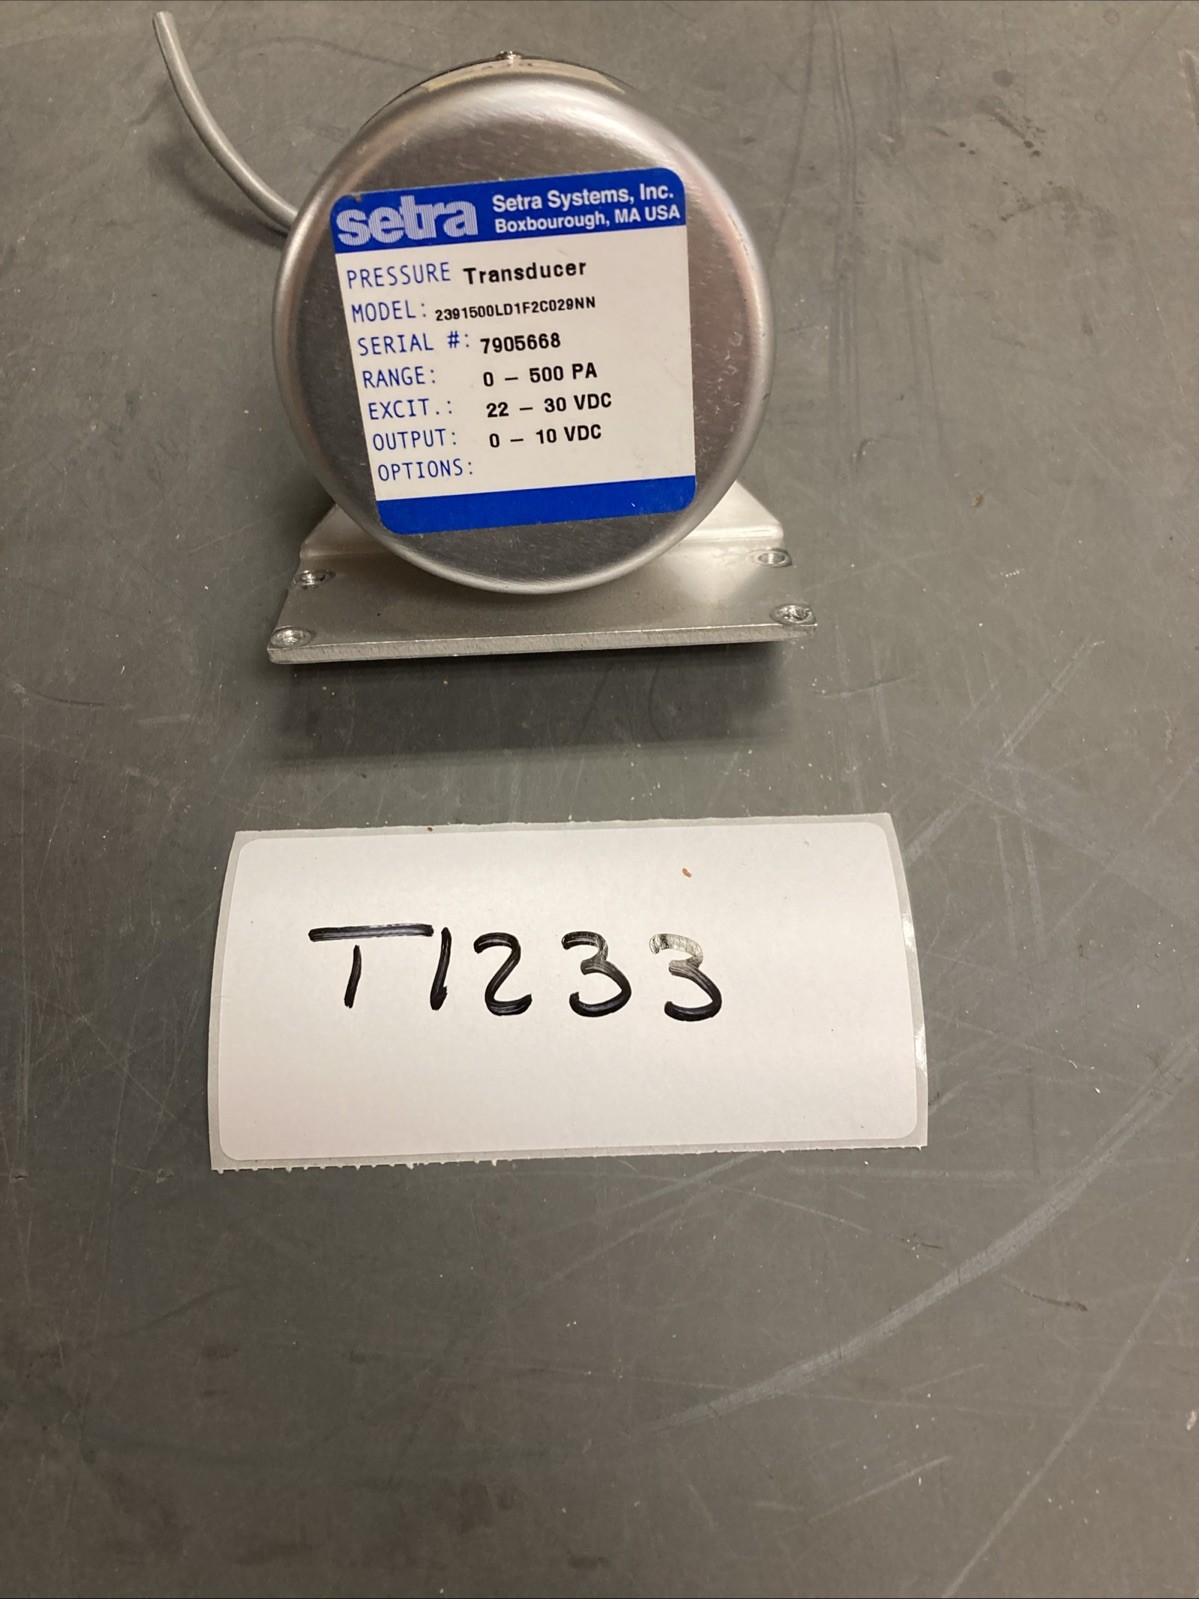 setra
Setra Systems, Inc.
Boxbourough, MA USA
PRESSURE Transducer
MODEL: 2391500LD1F2C029NN
SERIAL #: 7905668
RANGE: 0 – 500 PA
EXCIT.: 22 – 30 VDC
OUTPUT: 0 – 10 VDC
OPTIONS:
T1233